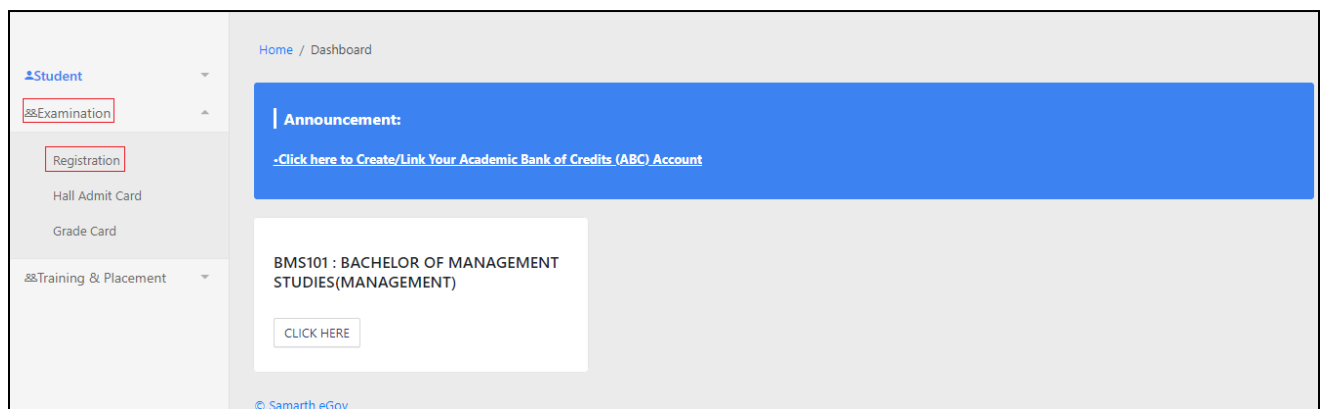 Student
Examination
Registration
Hall Admit Card
Grade Card
Training & Placement
Home / Dashboard
Announcement:
•Click here to Create/Link Your Academic Bank of Credits (ABC) Account
BMS101 : BACHELOR OF MANAGEMENT
STUDIES(MANAGEMENT)
CLICK HERE
© Samarth eGov